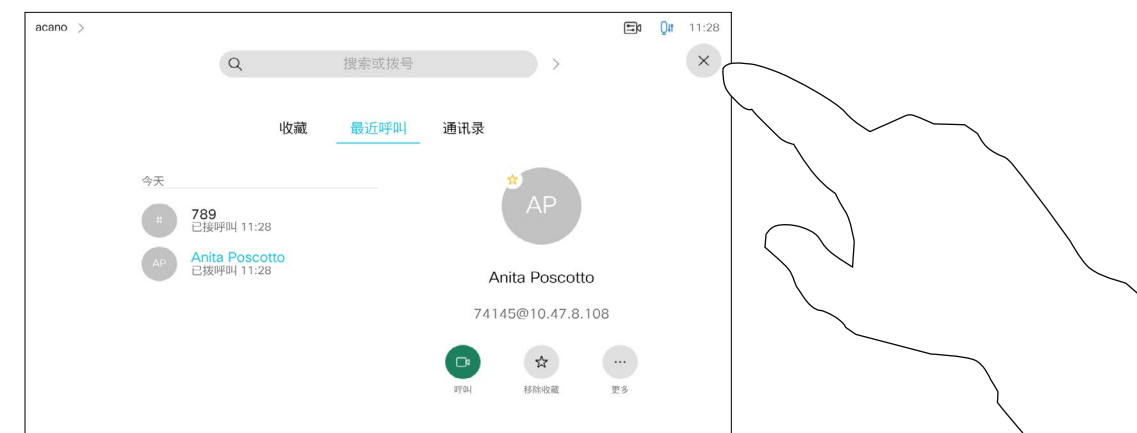 acano >
11:28
搜索或拨号
收藏 最近呼叫 通讯录
今天
#
789
已接呼叫 11:28
AP
Anita Poscotto
已拨呼叫 11:28
AP
Anita Poscotto
74145@10.47.8.108
呼叫 移除收藏 更多